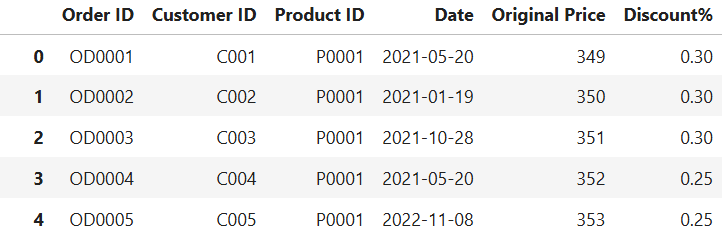 Order ID Customer ID Product ID Date Original Price Discount%
0 OD0001 C001 P0001 2021-05-20 349 0.30
1 OD0002 C002 P0001 2021-01-19 350 0.30
2 OD0003 C003 P0001 2021-10-28 351 0.30
3 OD0004 C004 P0001 2021-05-20 352 0.25
4 OD0005 C005 P0001 2022-11-08 353 0.25